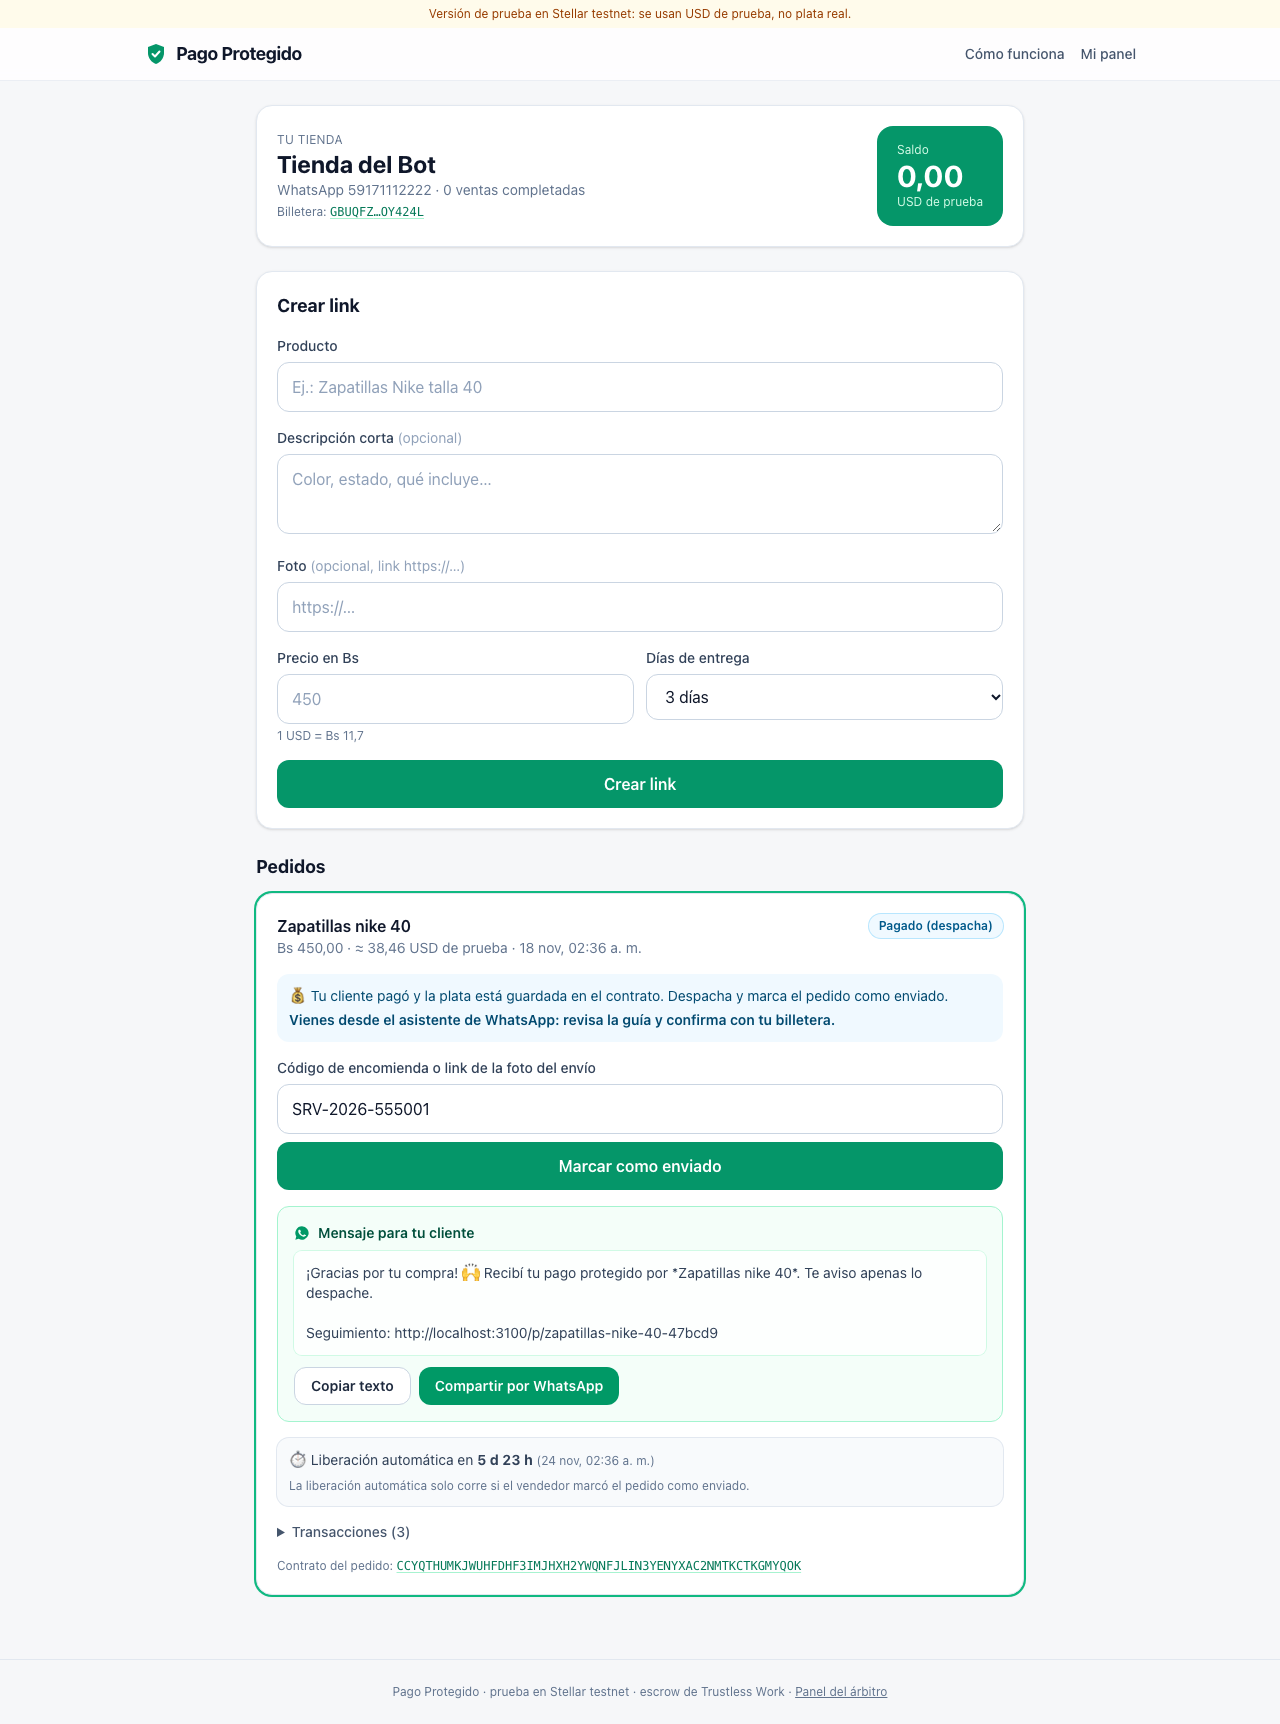 Versión de prueba en Stellar testnet: se usan USD de prueba, no plata real.
Pago Protegido
Cómo funciona
Mi panel
TU TIENDA
Tienda del Bot
WhatsApp 59171112222 · 0 ventas completadas
Billetera: GBUQFZ…OY424L
Saldo
0,00
USD de prueba
Crear link
Producto
Ej.: Zapatillas Nike talla 40
Descripción corta (opcional)
Color, estado, qué incluye…
Foto (opcional, link https://…)
https://…
Precio en Bs
Días de entrega
450
3 días
1 USD = Bs 11,7
Crear link
Pedidos
Zapatillas nike 40
Pagado (despacha)
Bs 450,00 · ≈ 38,46 USD de prueba · 18 nov, 02:36 a. m.
💰 Tu cliente pagó y la plata está guardada en el contrato. Despacha y marca el pedido como enviado.
Vienes desde el asistente de WhatsApp: revisa la guía y confirma con tu billetera.
Código de encomienda o link de la foto del envío
SRV-2026-555001
Marcar como enviado
Mensaje para tu cliente
¡Gracias por tu compra! 🙌 Recibí tu pago protegido por *Zapatillas nike 40*. Te aviso apenas lo
despache.
Seguimiento: http://localhost:3100/p/zapatillas-nike-40-47bcd9
Copiar texto
Compartir por WhatsApp
⏱️ Liberación automática en 5 d 23 h (24 nov, 02:36 a. m.)
La liberación automática solo corre si el vendedor marcó el pedido como enviado.
▶ Transacciones (3)
Contrato del pedido: CCYQTHUMKJWUHFDHF3IMJHXH2YWQNFJLIN3YENYXAC2NMTKCTKGMYQOK
Pago Protegido · prueba en Stellar testnet · escrow de Trustless Work · Panel del árbitro